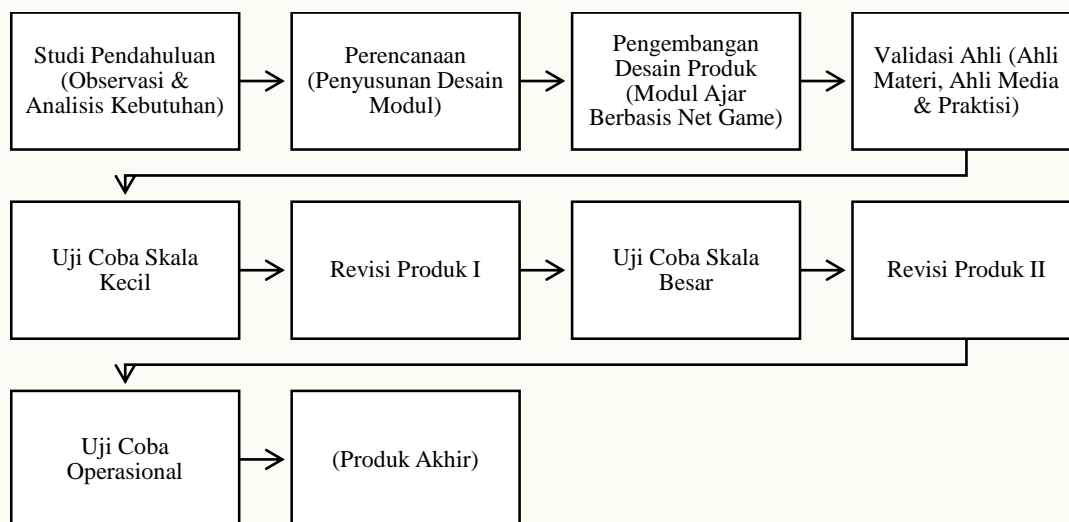 Studi Pendahuluan
(Observasi &
Analisis Kebutuhan)
Perencanaan
(Penyusunan Desain
Modul)
Pengembangan
Desain Produk
(Modul Ajar
Berbasis Net Game)
Validasi Ahli (Ahli
Materi, Ahli Media
& Praktisi)
Uji Coba Skala
Kecil
Revisi Produk I
Uji Coba Skala
Besar
Revisi Produk II
Uji Coba
Operasional
(Produk Akhir)